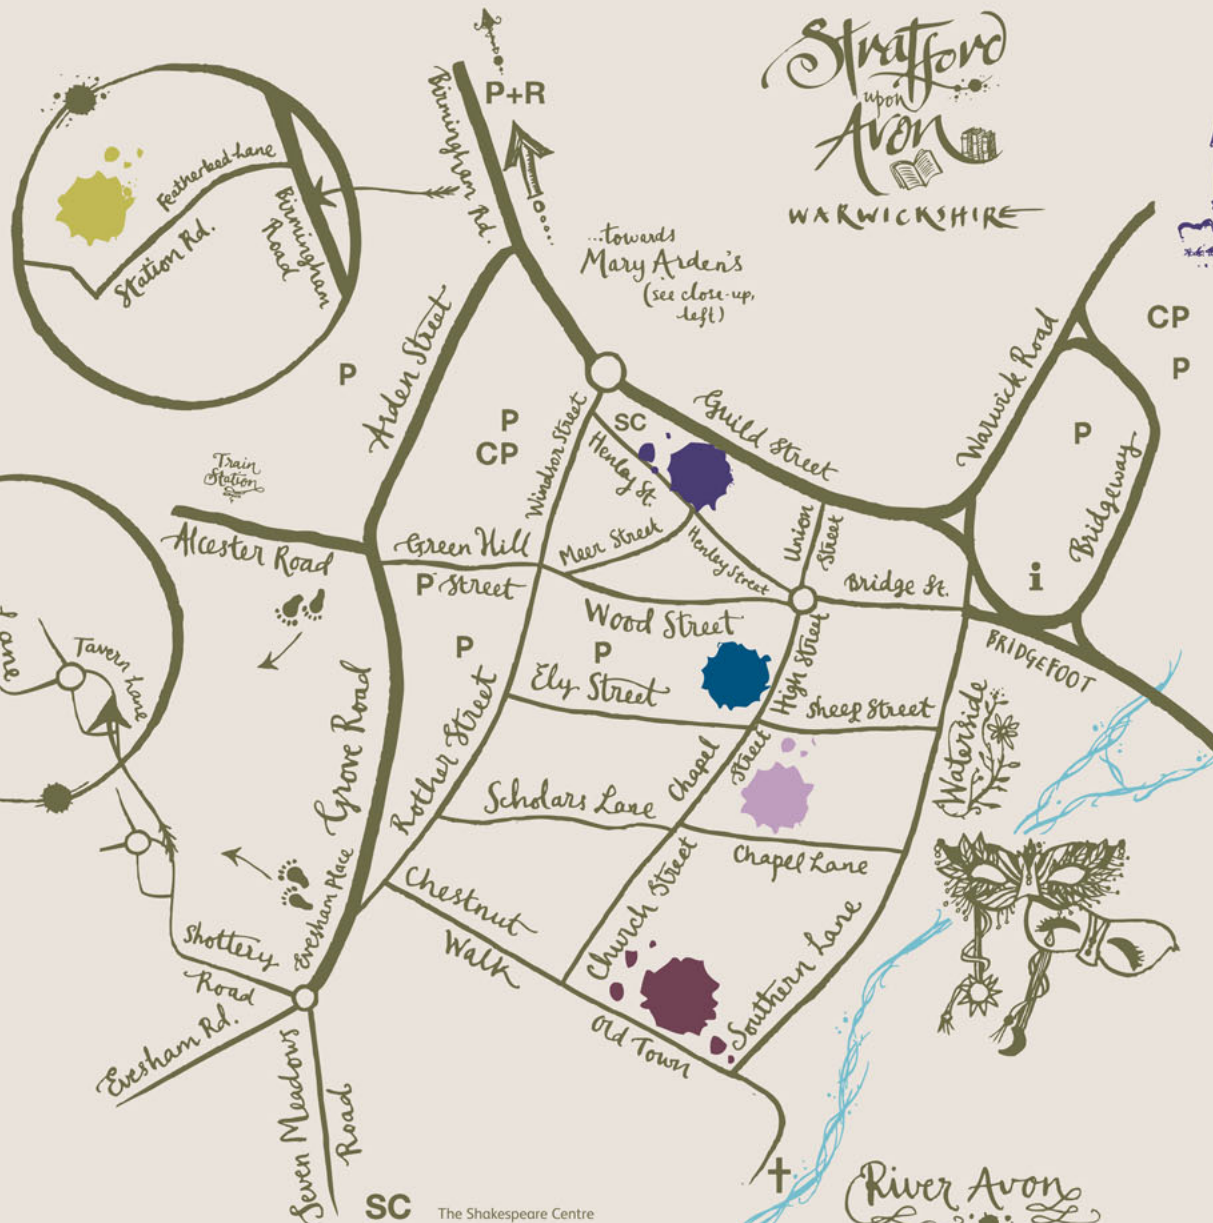 Stratford
upon
Avon
WARWICKSHIRE
P+R
Birmingham Rd.
Featherbed Lane
Station Rd.
Birmingham
Road
...towards
Mary Arden's
(see close-up,
left)
CP
P
Warwick Road
P
Bridgeway
i
P
Arden Street
P
CP
Windsor Street
SC
Henley St.
Guild Street
Train
Station
Alcester Road
Green Hill
P Street
Meer Street
Henley Street
Union
Street
Bridge St.
BRIDGEFOOT
Wood Street
P
P
Ely Street
High Street
Sheep Street
Waterside
Lane
Tavern Lane
Grove Road
Rother Street
Scholars Lane
Chapel
Street
Chapel Lane
Evesham Place
Chestnut
Walk
Church Street
Southern Lane
Shottery
Road
Evesham Rd.
Old Town
Seven Meadows
Road
River Avon
SC The Shakespeare Centre